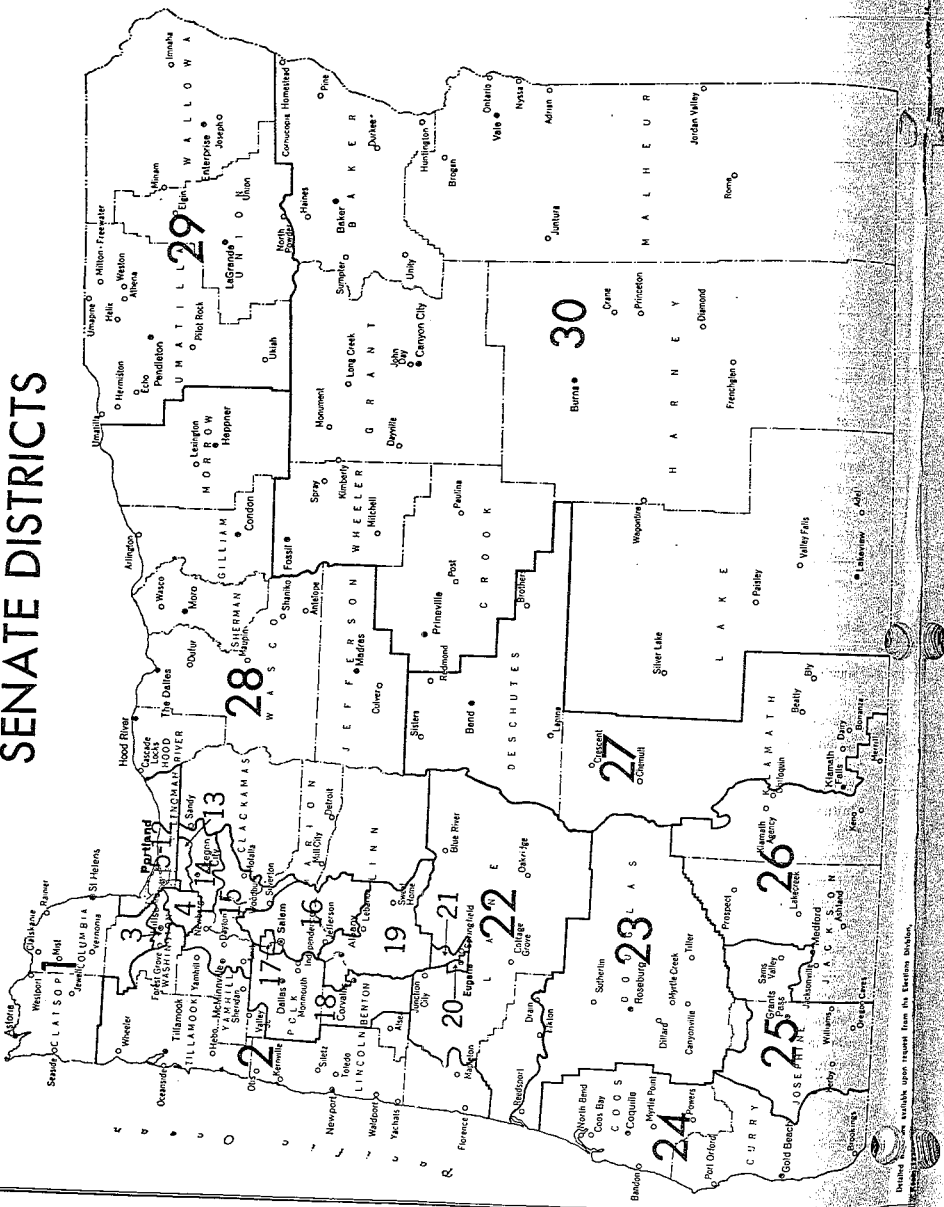 SENATE DISTRICTS
Astoria
Seaside
CLATSOP
Westport
Clatskanie
Rainer
1
Mist
Jewell
COLUMBIA
St Helens
Vernonia
Pacific Ocean
Wheeler
3
Forest Grove
WASHINGTON
4
Portland
5-12
Sandy
13
14
Oregon City
CLACKAMAS
Molalla
Oceanside
Tillamook
TILLAMOOK
Hebo
Yamhill
McMinnville
YAMHILL
Sheridan
Newberg
Dayton
15
Woodburn
Silverton
MARION
Detroit
Mill City
2
Otis
Valley Jc.
Kernville
Dallas
17
Salem
POLK
Monmouth
Independence
16
Jefferson
Siletz
Toledo
Newport
LINCOLN
18
Corvallis
BENTON
Albany
Lebanon
LINN
Sweet Home
19
Waldport
Yachats
Alsea
Junction City
21
20
Eugene
Springfield
Blue River
LANE
22
Oakridge
Cottage Grove
Mapleton
Florence
Reedsport
Drain
Elkton
Sutherlin
DOUGLAS
23
Roseburg
Dillard
Myrtle Creek
Tiller
Canyonville
North Bend
Coos Bay
COOS
Coquille
Myrtle Point
Bandon
24
Powers
Port Orford
CURRY
Gold Beach
Brookings
25
Grants Pass
JOSEPHINE
Kerby
Williams
Oregon Caves
Sams Valley
Jacksonville
Medford
JACKSON
Ashland
Prospect
26
Lakecreek
Klamath Agency
Chiloquin
KLAMATH
Klamath Falls
Keno
Dairy
Bonanza
Merrill
Beatty
Bly
Hood River
Cascade Locks
HOOD RIVER
The Dalles
Dufur
Wasco
Moro
SHERMAN
Maupin
28
WASCO
Shaniko
Antelope
Arlington
GILLIAM
Condon
JEFFERSON
Madras
Culver
Sisters
Redmond
Bend
DESCHUTES
Lapine
Brothers
27
Crescent
Chemult
Fossil
WHEELER
Spray
Kimberly
Mitchell
Prineville
Post
Paulina
CROOK
Silver Lake
LAKE
Wagontire
Paisley
Valley Falls
Lakeview
Adel
Umatilla
Hermiston
Echo
Umapine
Milton-Freewater
Helix
Weston
Athena
Pendleton
UMATILLA
Pilot Rock
Ukiah
Lexington
MORROW
Heppner
29
Minam
Elgin
LaGrande
UNION
Union
North Powder
Imnaha
WALLOWA
Enterprise
Joseph
Monument
Long Creek
GRANT
John Day
Canyon City
Dayville
Sumpter
Unity
Haines
Baker
BAKER
Cornucopia
Homestead
Pine
Durkee
Huntington
Brogan
Ontario
Vale
Nyssa
Adrian
Juntura
MALHEUR
Jordan Valley
Rome
30
Burns
Crane
Princeton
HARNEY
Diamond
Frenchglen
available upon request from the Elections Division,